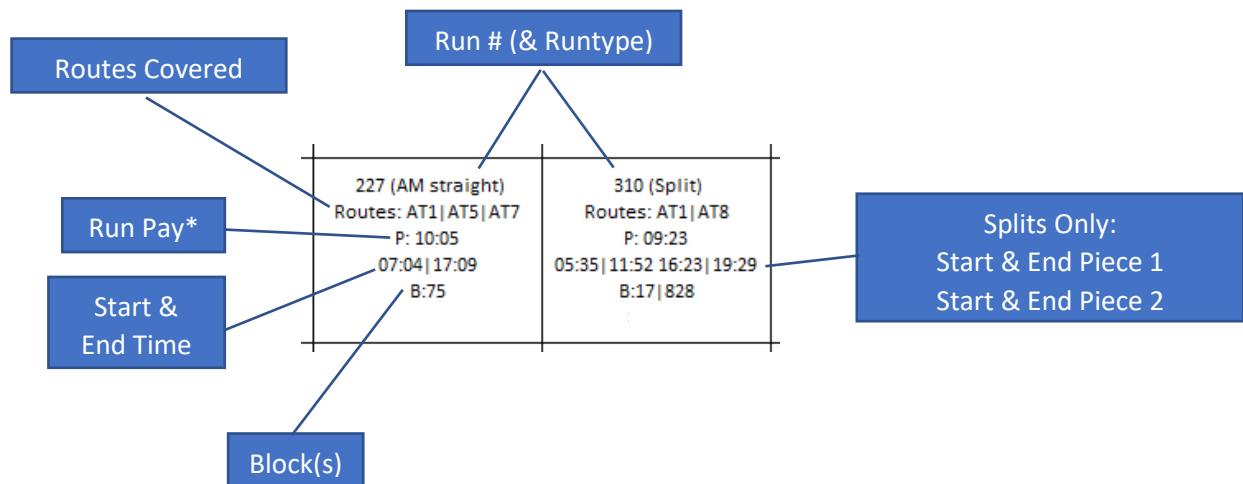 Run # (& Runtype)
Routes Covered
227 (AM straight)
Routes: AT1|AT5|AT7
P: 10:05
07:04|17:09
B:75
310 (Split)
Routes: AT1|AT8
P: 09:23
05:35|11:52 16:23|19:29
B:17|828
Run Pay*
Start &
End Time
Splits Only:
Start & End Piece 1
Start & End Piece 2
Block(s)